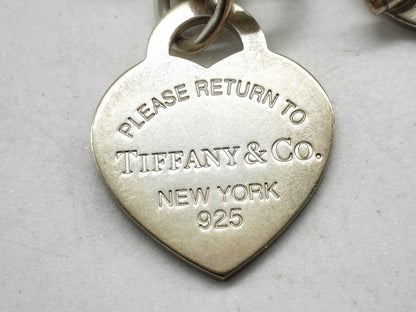 PLEASE RETURN TO
TIFFANY & CO.
NEW YORK
925